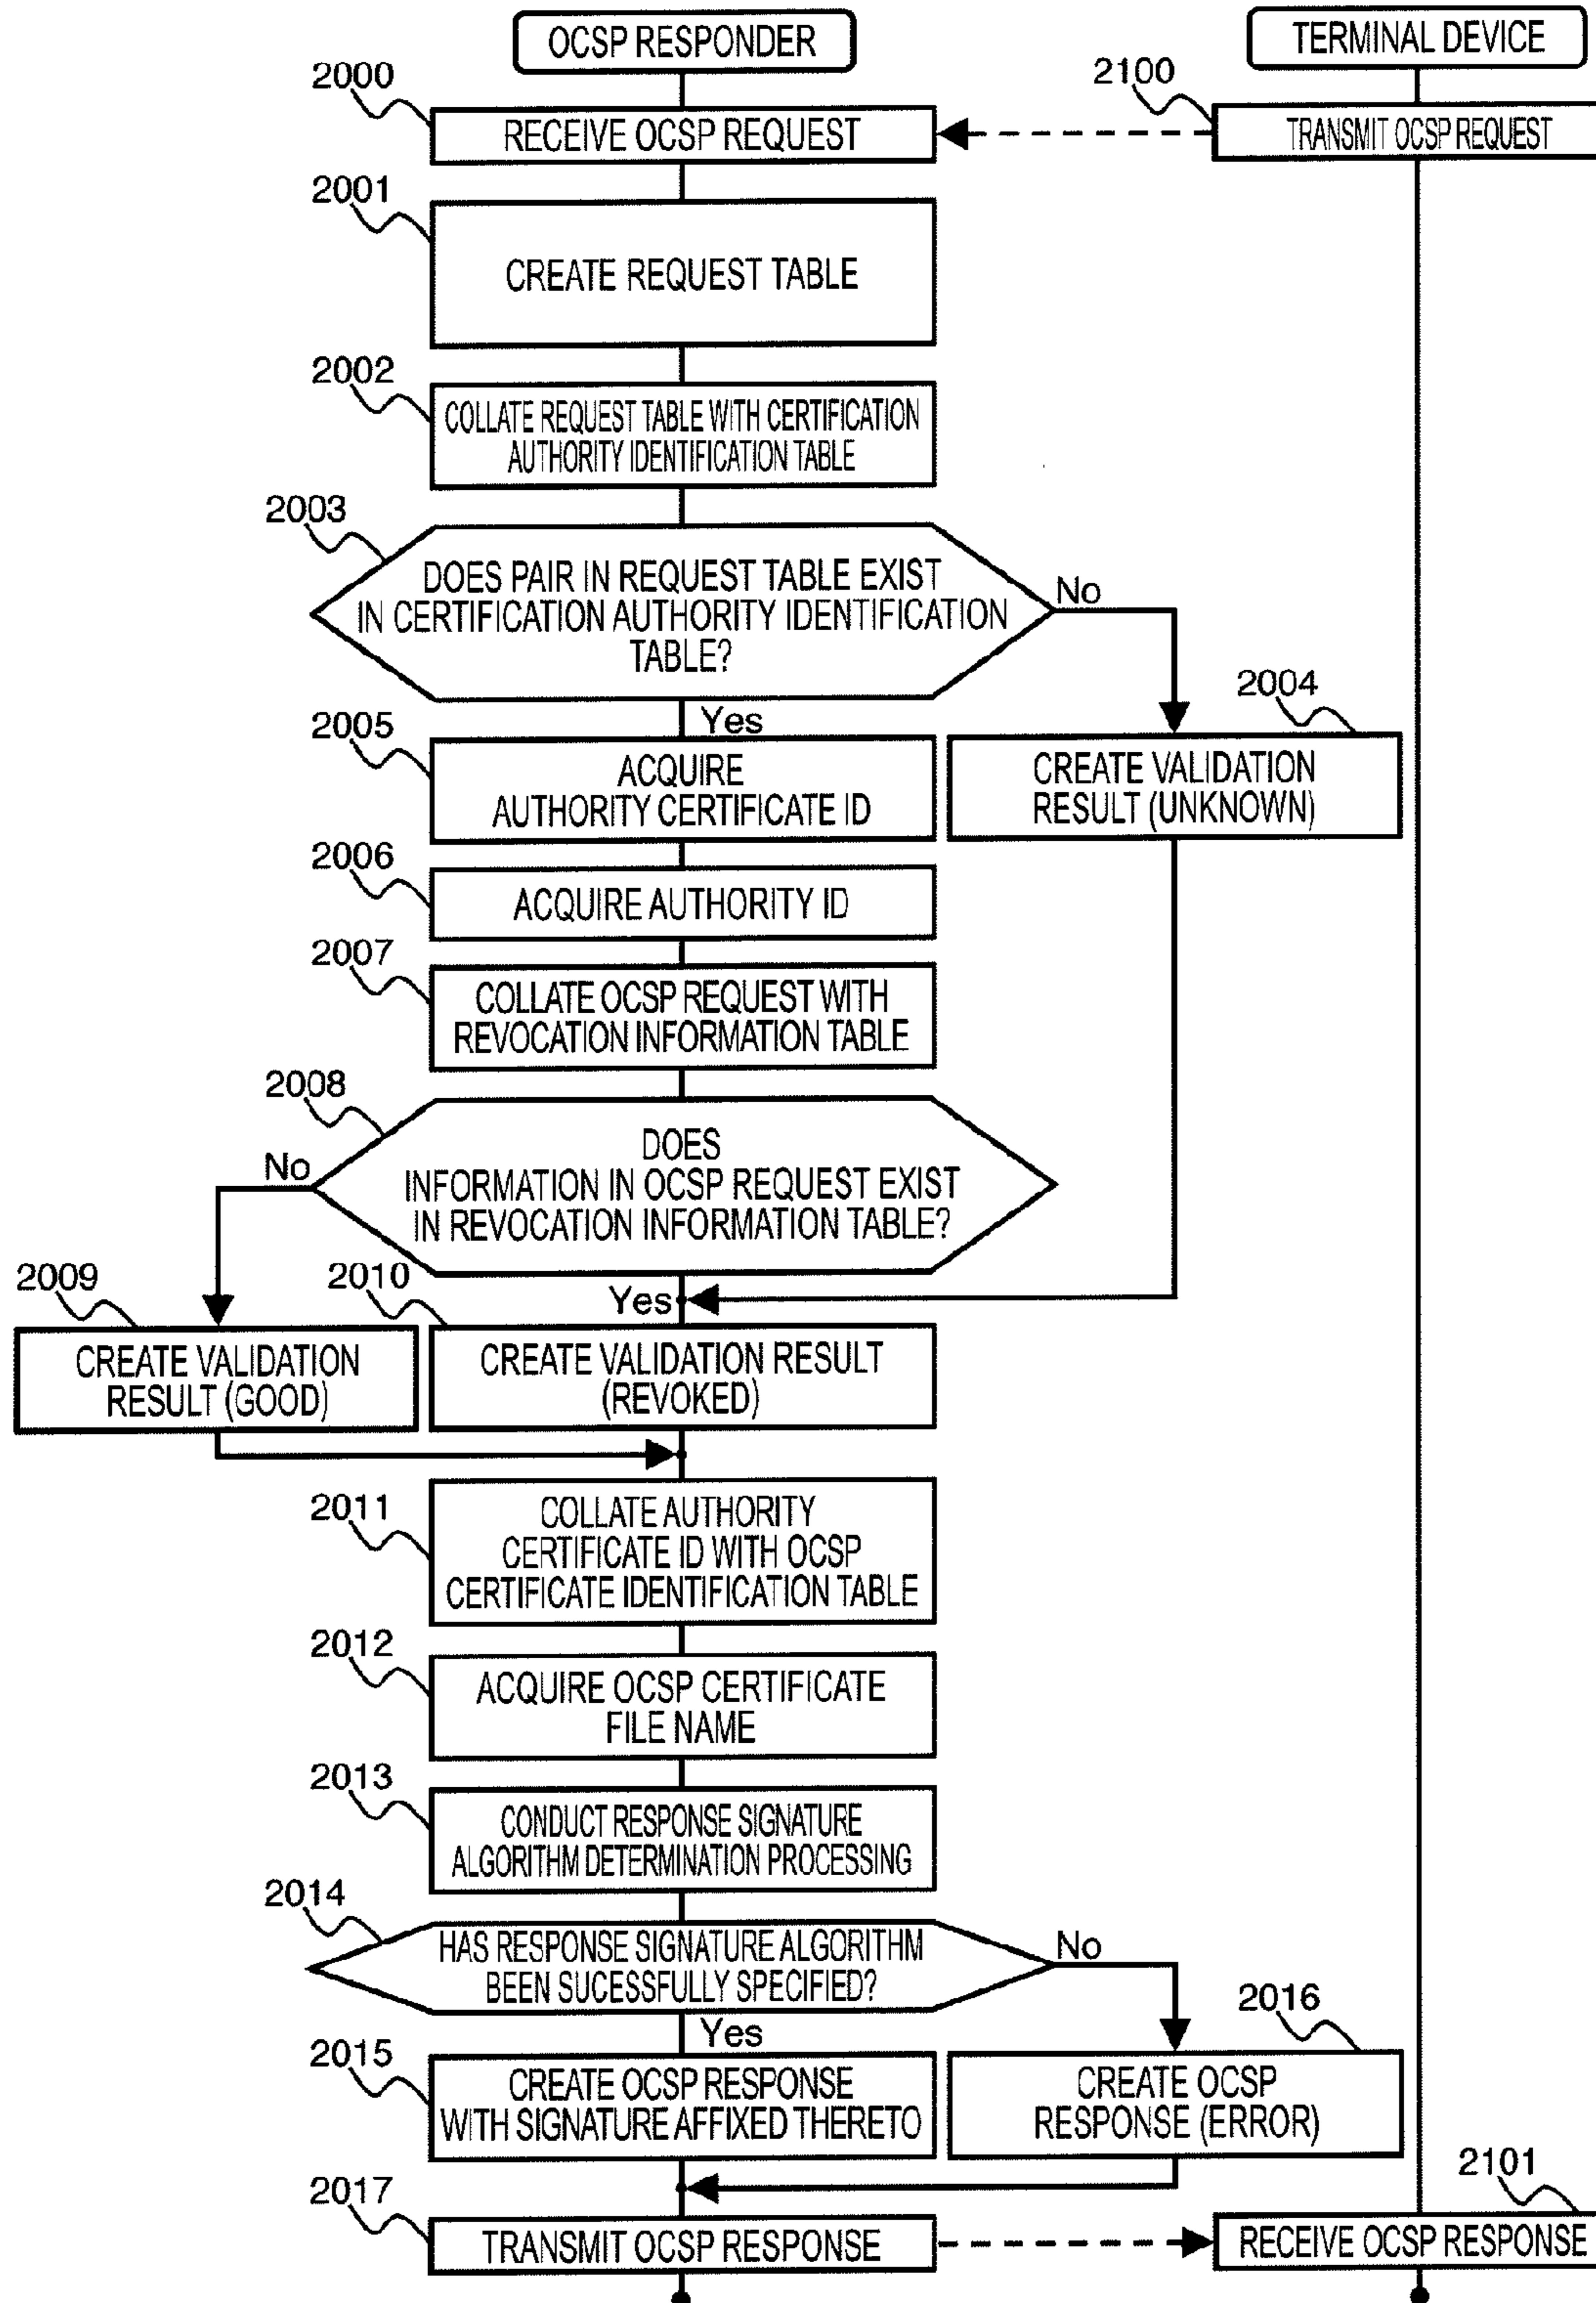 OCSP RESPONDER
TERMINAL DEVICE
2000
RECEIVE OCSP REQUEST
2100
TRANSMIT OCSP REQUEST
2001
CREATE REQUEST TABLE
2002
COLLATE REQUEST TABLE WITH CERTIFICATION
AUTHORITY IDENTIFICATION TABLE
2003
DOES PAIR IN REQUEST TABLE EXIST
IN CERTIFICATION AUTHORITY IDENTIFICATION
TABLE?
No
Yes
2004
CREATE VALIDATION
RESULT (UNKNOWN)
2005
ACQUIRE
AUTHORITY CERTIFICATE ID
2006
ACQUIRE AUTHORITY ID
2007
COLLATE OCSP REQUEST WITH
REVOCATION INFORMATION TABLE
2008
DOES
INFORMATION IN OCSP REQUEST EXIST
IN REVOCATION INFORMATION TABLE?
No
Yes
2009
CREATE VALIDATION
RESULT (GOOD)
2010
CREATE VALIDATION RESULT
(REVOKED)
2011
COLLATE AUTHORITY
CERTIFICATE ID WITH OCSP
CERTIFICATE IDENTIFICATION TABLE
2012
ACQUIRE OCSP CERTIFICATE
FILE NAME
2013
CONDUCT RESPONSE SIGNATURE
ALGORITHM DETERMINATION PROCESSING
2014
HAS RESPONSE SIGNATURE ALGORITHM
BEEN SUCESSFULLY SPECIFIED?
No
Yes
2015
CREATE OCSP RESPONSE
WITH SIGNATURE AFFIXED THERETO
2016
CREATE OCSP
RESPONSE (ERROR)
2017
TRANSMIT OCSP RESPONSE
2101
RECEIVE OCSP RESPONSE